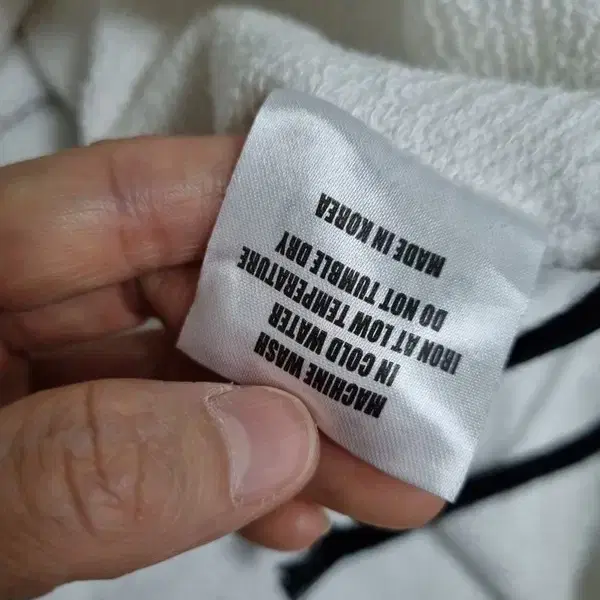 MACHINE WASH
IN COLD WATER
IRON AT LOW TEMPERATURE
DO NOT TUMBLE DRY
MADE IN KOREA